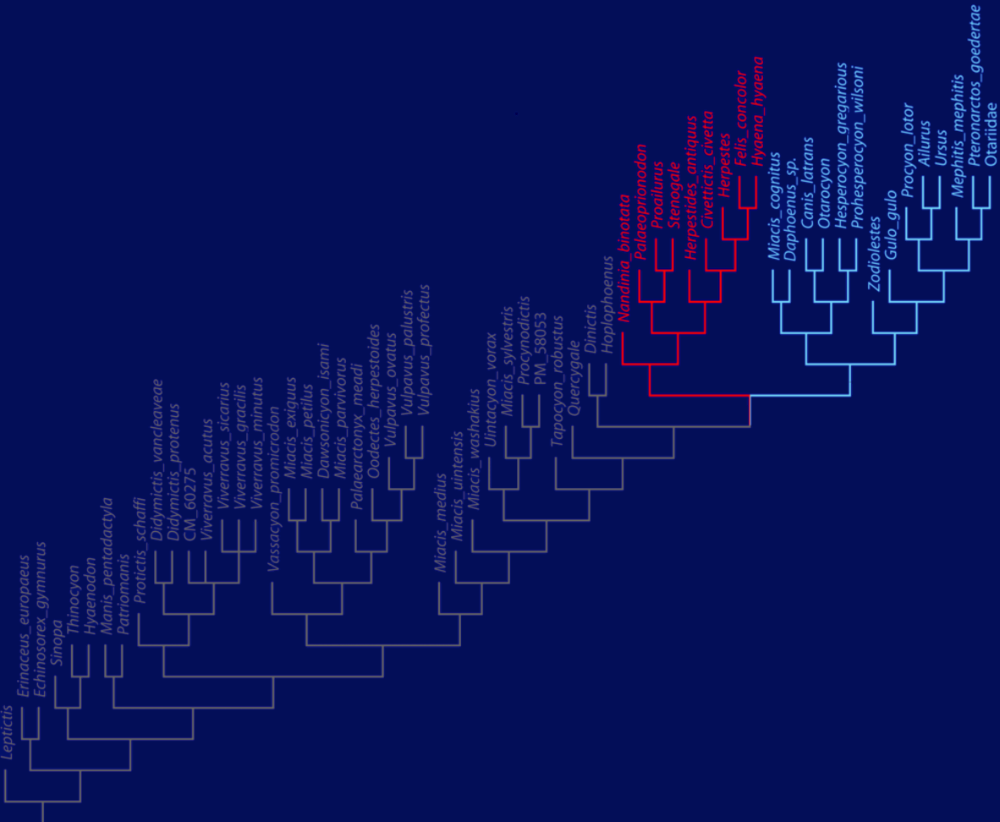 Leptictis
Erinaceus_europaeus
Echinosorex_gymnurus
Sinopa
Thinocyon
Hyaenodon
Manis_pentadactyla
Patriomanis
Protictis_schaffi
Didymictis_vancleaveae
Didymictis_protenus
CM_60275
Viverravus_acutus
Viverravus_sicarius
Viverravus_gracilis
Viverravus_minutus
Vassacyon_promicrodon
Miacis_exiguus
Miacis_petilus
Dawsonicyon_isami
Miacis_parvivorus
Palaearctonyx_meadi
Oodectes_herpestoides
Vulpavus_ovatus
Vulpavus_palustris
Vulpavus_profectus
Miacis_medius
Miacis_uintensis
Miacis_washakius
Uintacyon_vorax
Miacis_sylvestris
Procynodictis
PM_58053
Tapocyon_robustus
Quercygale
Dinictis
Hoplophoenus
Nandinia_binotata
Palaeoprionodon
Proailurus
Stenogale
Herpestides_antiquus
Civettictis_civetta
Herpestes
Felis_concolor
Hyaena_hyaena
Miacis_cognitus
Daphoenus_sp.
Canis_latrans
Otarocyon
Hesperocyon_gregarious
Prohesperocyon_wilsoni
Zodiolestes
Gulo_gulo
Procyon_lotor
Ailurus
Ursus
Mephitis_mephitis
Pteronarctos_goedertae
Otariidae